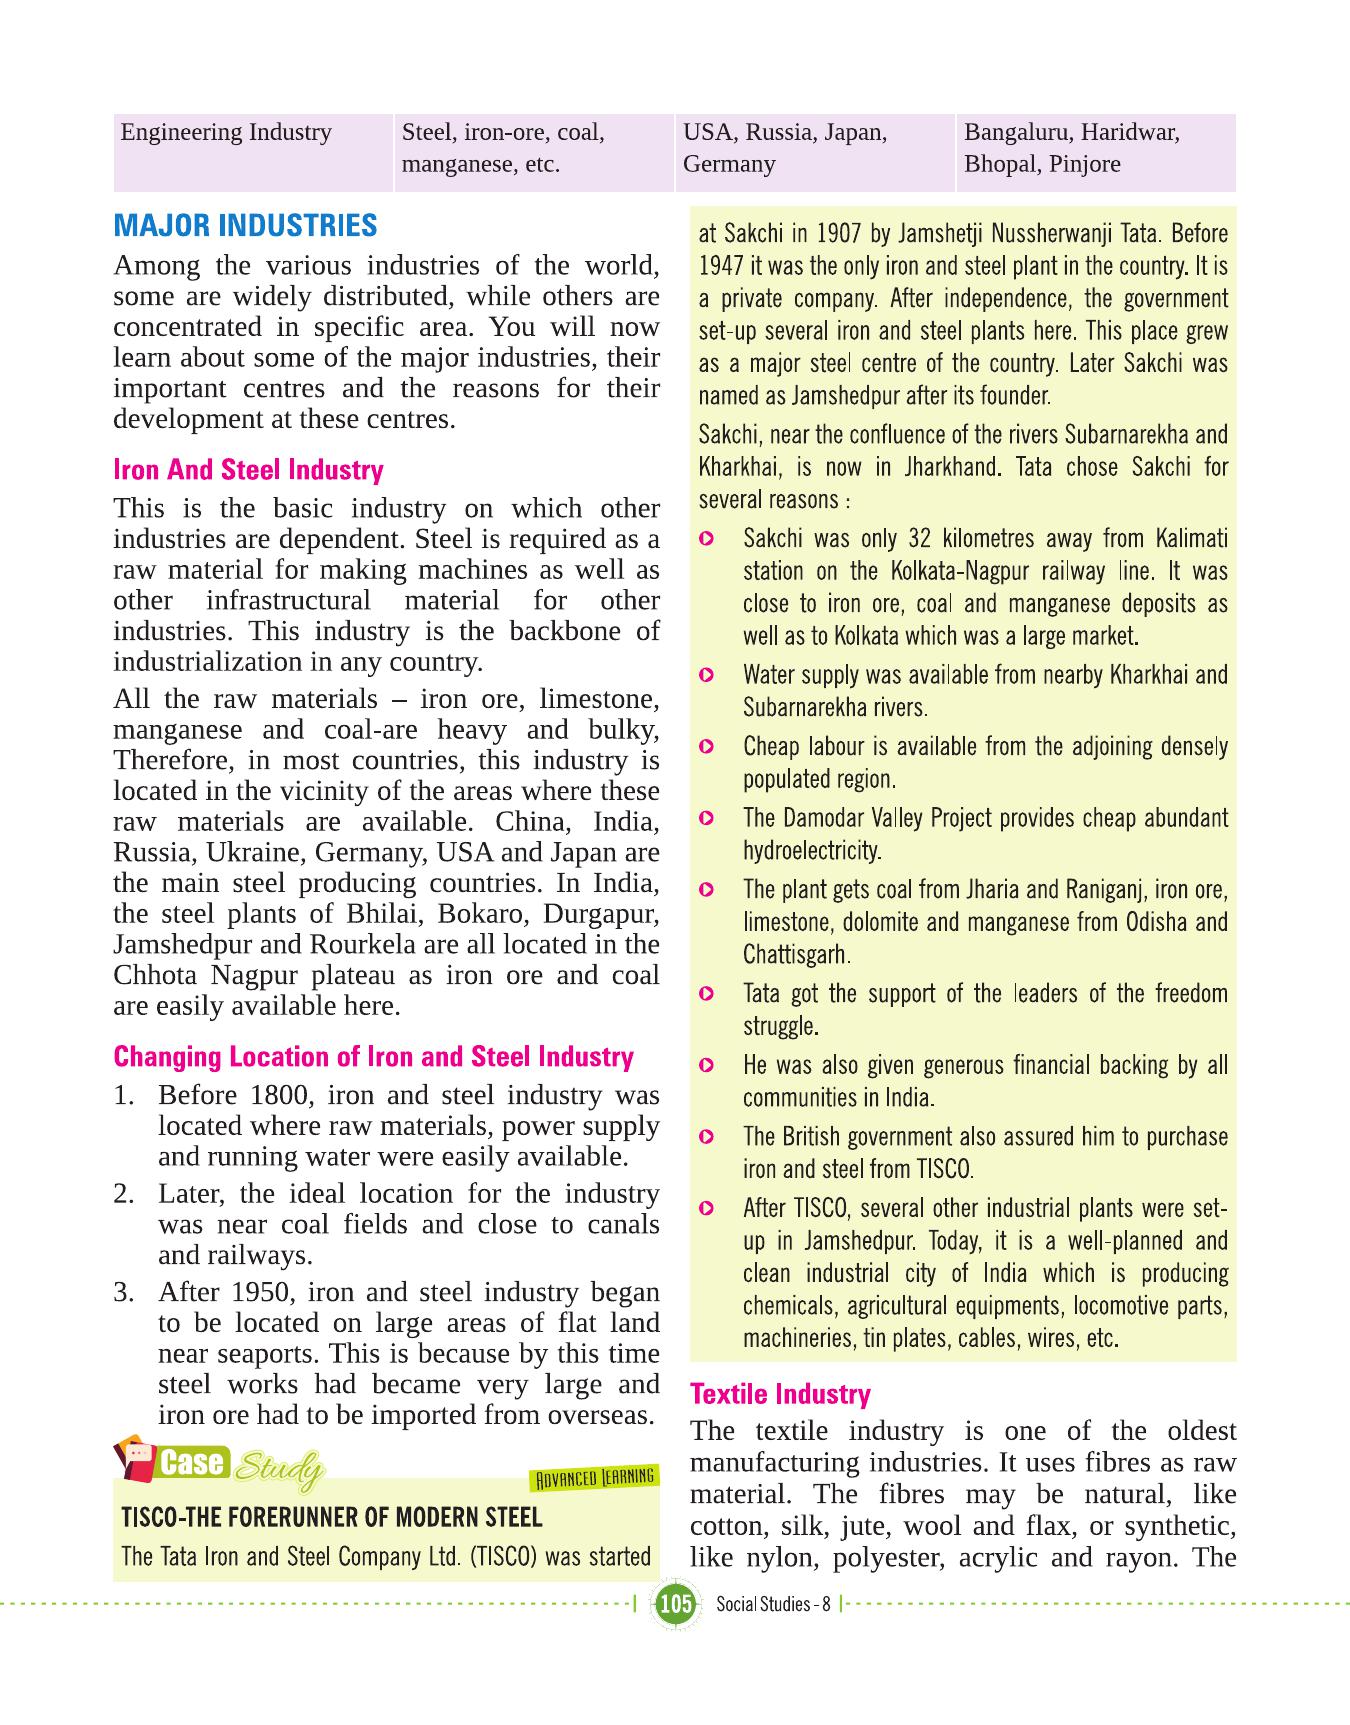 Engineering Industry
Steel, iron-ore, coal,
manganese, etc.
USA, Russia, Japan,
Germany
Bangaluru, Haridwar,
Bhopal, Pinjore
MAJOR INDUSTRIES
Among the various industries of the world,
some are widely distributed, while others are
concentrated in specific area. You will now
learn about some of the major industries, their
important centres and the reasons for their
development at these centres.
Iron And Steel Industry
This is the basic industry on which other
industries are dependent. Steel is required as a
raw material for making machines as well as
other infrastructural material for other
industries. This industry is the backbone of
industrialization in any country.
All the raw materials – iron ore, limestone,
manganese and coal-are heavy and bulky,
Therefore, in most countries, this industry is
located in the vicinity of the areas where these
raw materials are available. China, India,
Russia, Ukraine, Germany, USA and Japan are
the main steel producing countries. In India,
the steel plants of Bhilai, Bokaro, Durgapur,
Jamshedpur and Rourkela are all located in the
Chhota Nagpur plateau as iron ore and coal
are easily available here.
Changing Location of Iron and Steel Industry
1. Before 1800, iron and steel industry was
located where raw materials, power supply
and running water were easily available.
2. Later, the ideal location for the industry
was near coal fields and close to canals
and railways.
3. After 1950, iron and steel industry began
to be located on large areas of flat land
near seaports. This is because by this time
steel works had became very large and
iron ore had to be imported from overseas.
Case Study
ADVANCED LEARNING
TISCO-THE FORERUNNER OF MODERN STEEL
The Tata Iron and Steel Company Ltd. (TISCO) was started
at Sakchi in 1907 by Jamshetji Nussherwanji Tata. Before
1947 it was the only iron and steel plant in the country. It is
a private company. After independence, the government
set-up several iron and steel plants here. This place grew
as a major steel centre of the country. Later Sakchi was
named as Jamshedpur after its founder.
Sakchi, near the confluence of the rivers Subarnarekha and
Kharkhai, is now in Jharkhand. Tata chose Sakchi for
several reasons :
Sakchi was only 32 kilometres away from Kalimati
station on the Kolkata-Nagpur railway line. It was
close to iron ore, coal and manganese deposits as
well as to Kolkata which was a large market.
Water supply was available from nearby Kharkhai and
Subarnarekha rivers.
Cheap labour is available from the adjoining densely
populated region.
The Damodar Valley Project provides cheap abundant
hydroelectricity.
The plant gets coal from Jharia and Raniganj, iron ore,
limestone, dolomite and manganese from Odisha and
Chattisgarh.
Tata got the support of the leaders of the freedom
struggle.
He was also given generous financial backing by all
communities in India.
The British government also assured him to purchase
iron and steel from TISCO.
After TISCO, several other industrial plants were set-
up in Jamshedpur. Today, it is a well-planned and
clean industrial city of India which is producing
chemicals, agricultural equipments, locomotive parts,
machineries, tin plates, cables, wires, etc.
Textile Industry
The textile industry is one of the oldest
manufacturing industries. It uses fibres as raw
material. The fibres may be natural, like
cotton, silk, jute, wool and flax, or synthetic,
like nylon, polyester, acrylic and rayon. The
105 Social Studies - 8